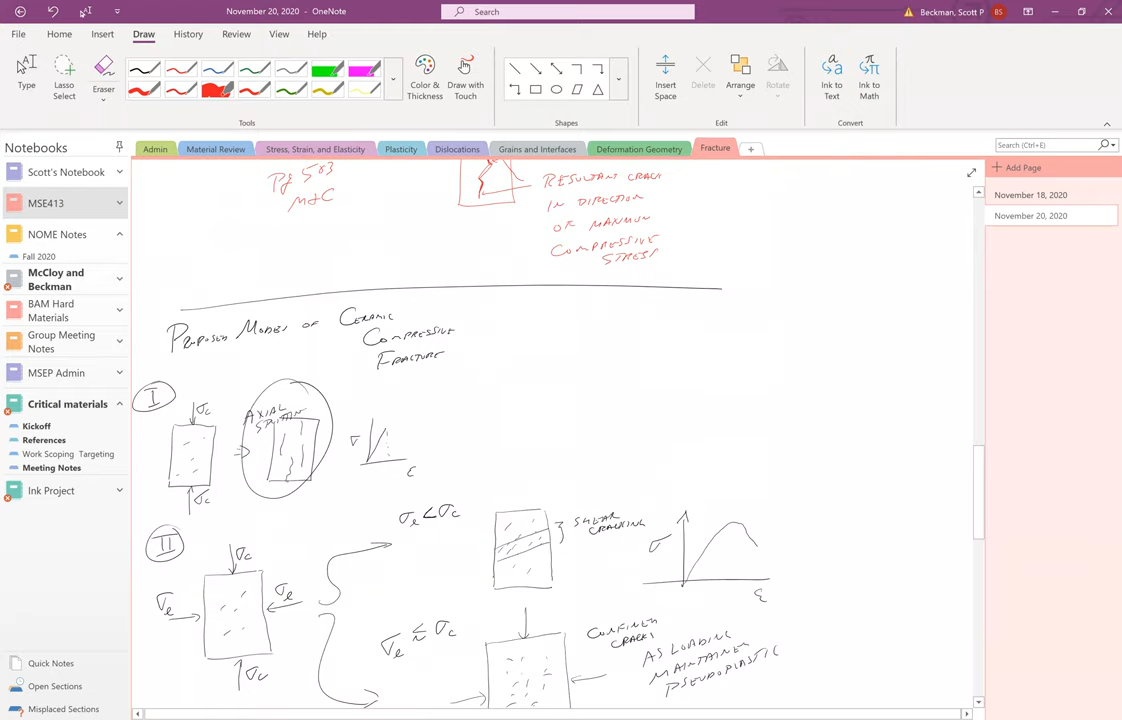 November 20, 2020 - OneNote
Search
Beckman, Scott P
BS
File
Home
Insert
Draw
History
Review
View
Help
Type
Lasso
Select
Eraser
Color &
Thickness
Draw with
Touch
Insert
Space
Delete
Arrange
Rotate
Ink to
Text
Ink to
Math
Tools
Shapes
Edit
Convert
Notebooks
Admin
Material Review
Stress, Strain, and Elasticity
Plasticity
Dislocations
Grains and Interfaces
Deformation Geometry
Fracture
Search (Ctrl+E)
Scott's Notebook
MSE413
NOME Notes
Fall 2020
McCloy and
Beckman
BAM Hard
Materials
Group Meeting
Notes
MSEP Admin
Critical materials
Kickoff
References
Work Scoping Targeting
Meeting Notes
Ink Project
Quick Notes
Open Sections
Misplaced Sections
Add Page
November 18, 2020
November 20, 2020
Pg 583
M+C
RESULTANT CRACK
IN DIRECTION
OF MAXIMUM
COMPRESSIVE
STRESS
PROPOSED MODES OF CERAMIC
COMPRESSIVE
FRACTURE
I
σc
σc
⇒
AXIAL
σ
ε
II
σc
σe
σe
σc
σe < σc
SHEAR
CRACKING
σ
ε
σe ≲ σc
CONFINED
CRACKS
AS LOADING
MAINTAINED
PSEUDOPLASTIC